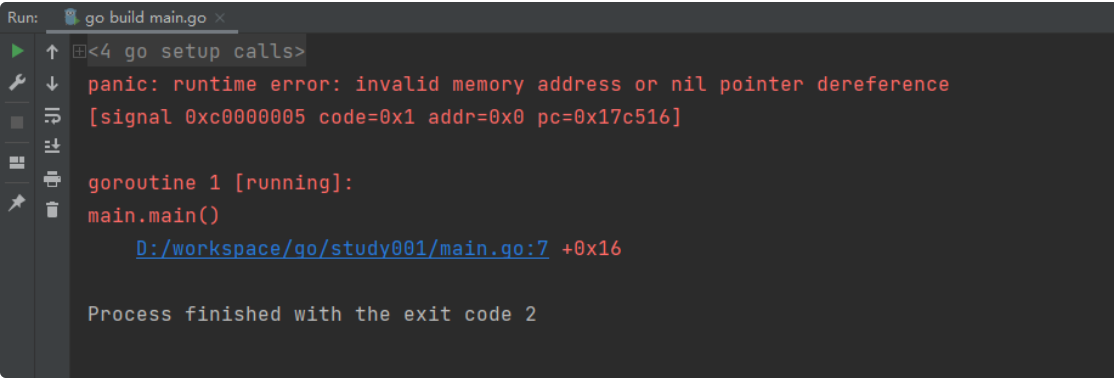 Run: go build main.go
<4 go setup calls>
panic: runtime error: invalid memory address or nil pointer dereference
[signal 0xc0000005 code=0x1 addr=0x0 pc=0x17c516]
goroutine 1 [running]:
main.main()
D:/workspace/go/study001/main.go:7 +0x16
Process finished with the exit code 2